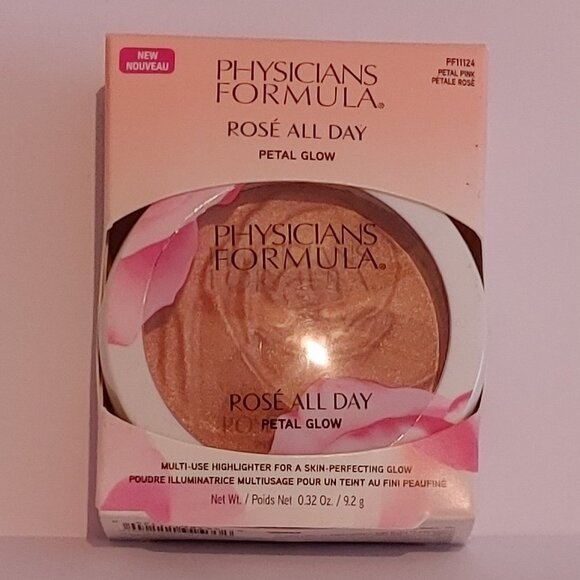 NEW
NOUVEAU
PF11124
PETAL PINK
PÉTALE ROSÉ
PHYSICIANS
FORMULA®
ROSÉ ALL DAY
PETAL GLOW
PHYSICIANS
FORMULA®
ROSÉ ALL DAY
PETAL GLOW
MULTI-USE HIGHLIGHTER FOR A SKIN-PERFECTING GLOW
POUDRE ILLUMINATRICE MULTIUSAGE POUR UN TEINT AU FINI PEAUFINÉ
Net Wt. / Poids Net 0.32 Oz. / 9.2 g